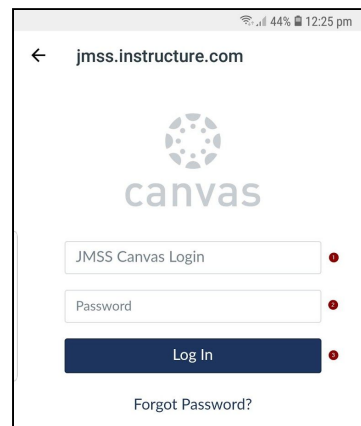 44% 12:25 pm
jmss.instructure.com
canvas
JMSS Canvas Login 1
Password 2
Log In 3
Forgot Password?